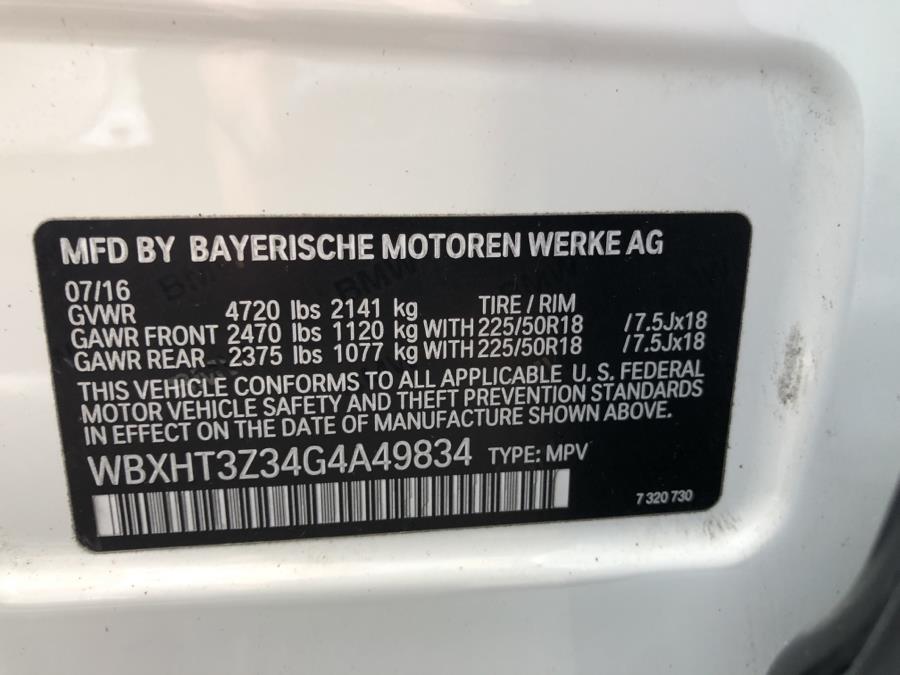 MFD BY BAYERISCHE MOTOREN WERKE AG
07/16
GVWR 4720 lbs 2141 kg TIRE / RIM
GAWR FRONT 2470 lbs 1120 kg WITH 225/50R18 /7.5Jx18
GAWR REAR 2375 lbs 1077 kg WITH 225/50R18 /7.5Jx18
THIS VEHICLE CONFORMS TO ALL APPLICABLE U. S. FEDERAL
MOTOR VEHICLE SAFETY AND THEFT PREVENTION STANDARDS
IN EFFECT ON THE DATE OF MANUFACTURE SHOWN ABOVE.
WBXHT3Z34G4A49834 TYPE: MPV
7 320 730